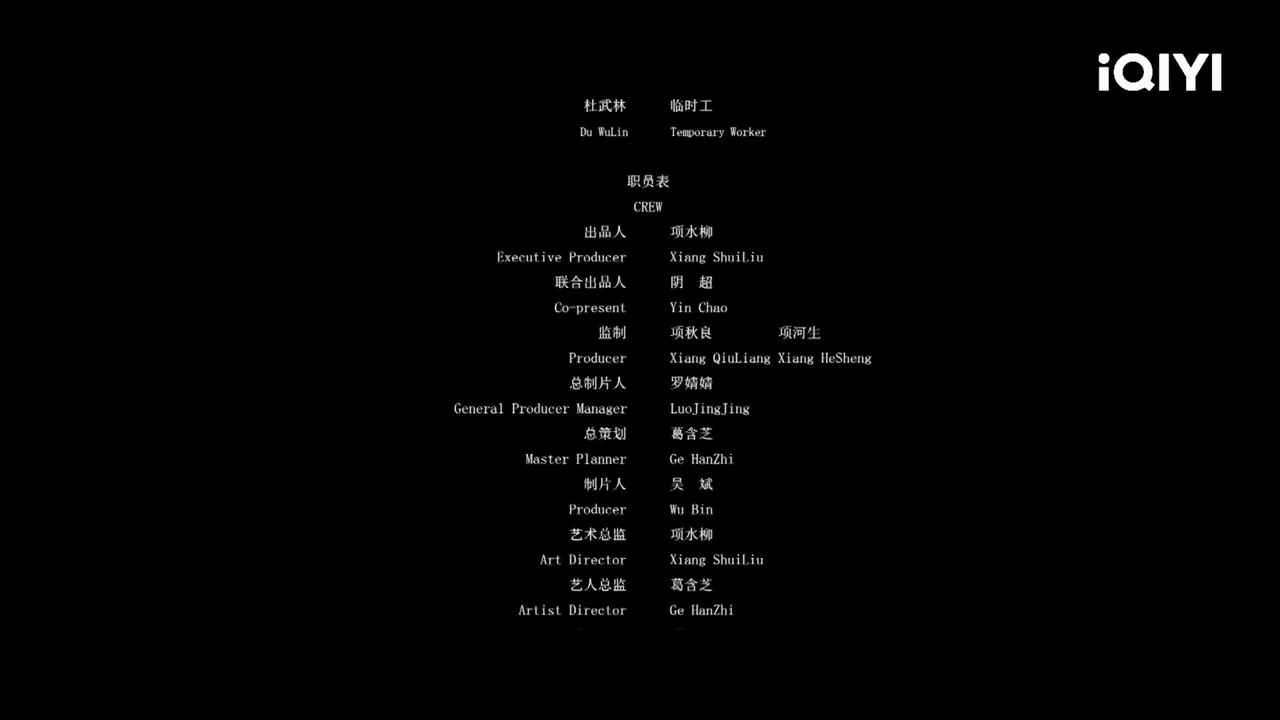 iQIYI
杜武林 临时工
Du WuLin Temporary Worker
职员表
CREW
出品人 项水柳
Executive Producer Xiang ShuiLiu
联合出品人 阴 超
Co-present Yin Chao
监制 项秋良 项河生
Producer Xiang QiuLiang Xiang HeSheng
总制片人 罗婧婧
General Producer Manager LuoJingJing
总策划 葛含芝
Master Planner Ge HanZhi
制片人 吴 斌
Producer Wu Bin
艺术总监 项水柳
Art Director Xiang ShuiLiu
艺人总监 葛含芝
Artist Director Ge HanZhi